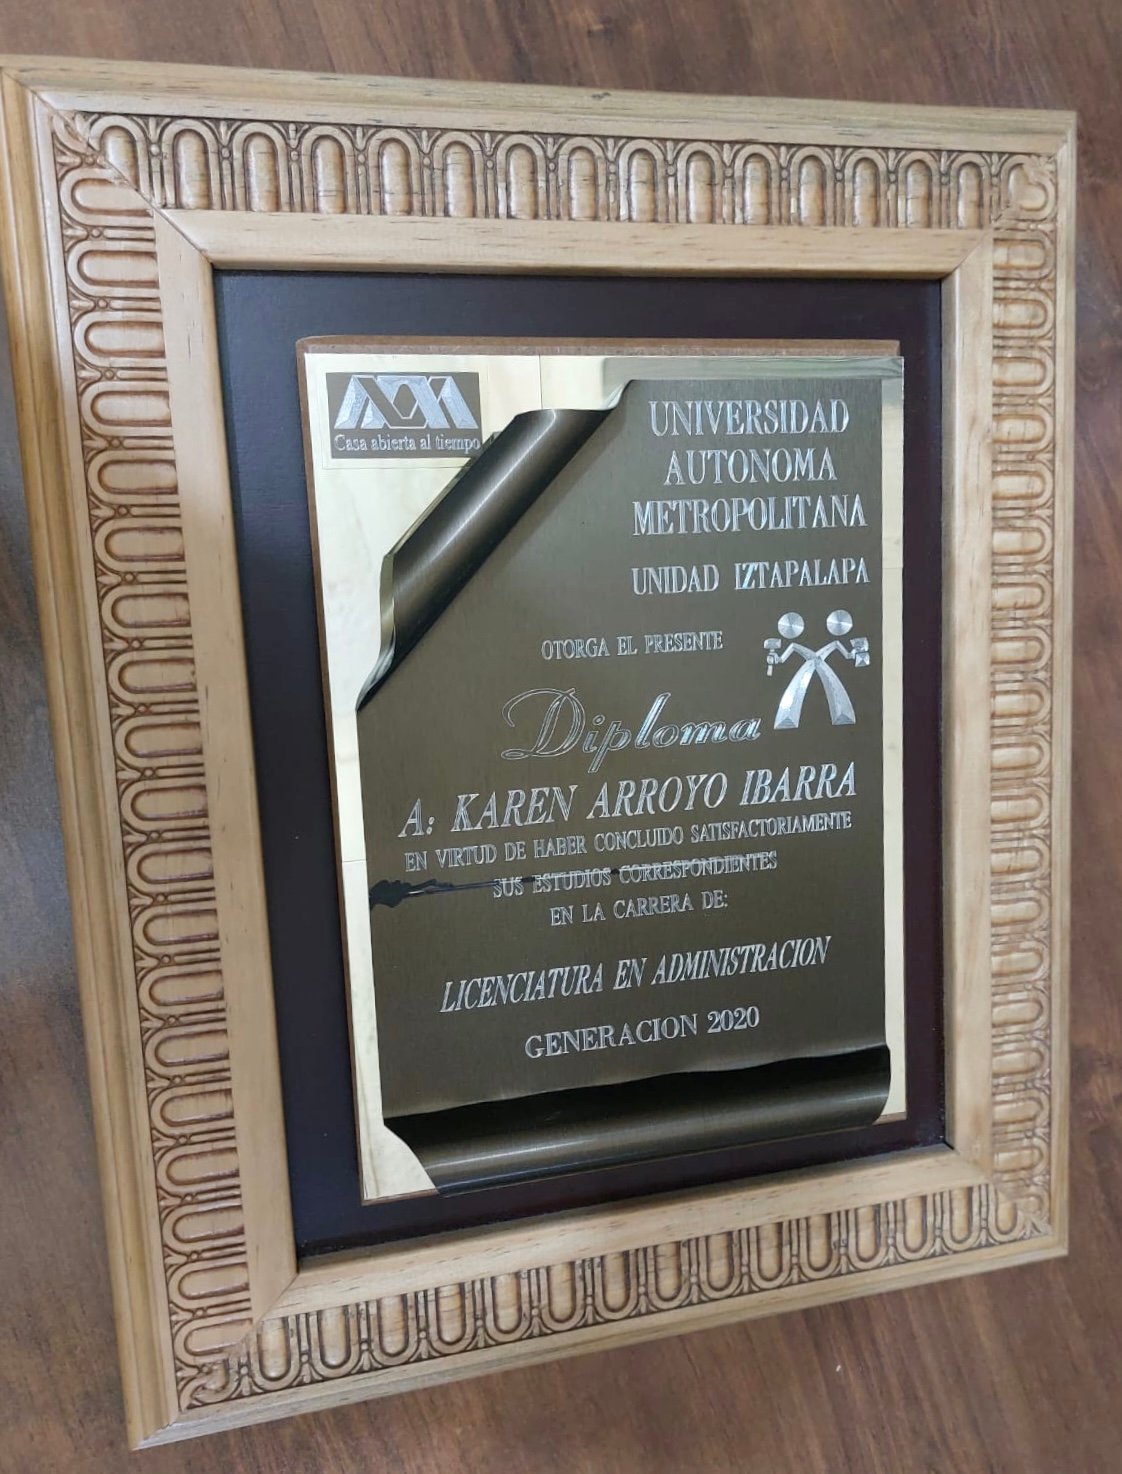 Casa abierta al tiempo
UNIVERSIDAD
AUTONOMA
METROPOLITANA
UNIDAD IZTAPALAPA
OTORGA EL PRESENTE
Diploma
A: KAREN ARROYO IBARRA
EN VIRTUD DE HABER CONCLUIDO SATISFACTORIAMENTE
SUS ESTUDIOS CORRESPONDIENTES
EN LA CARRERA DE:
LICENCIATURA EN ADMINISTRACION
GENERACION 2020